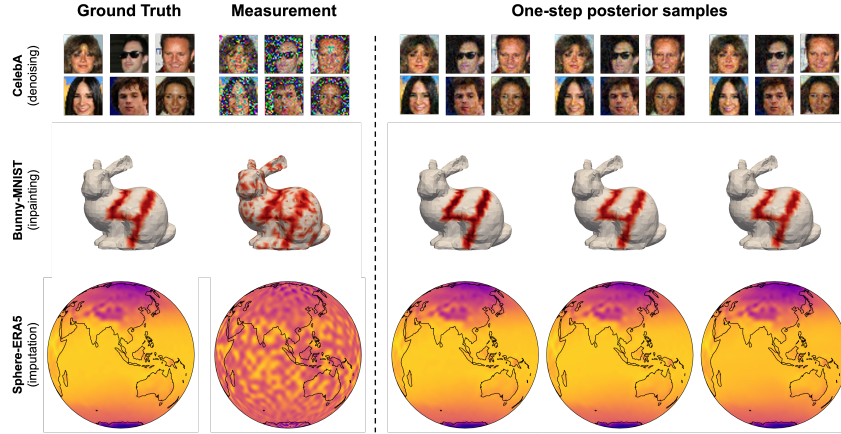 Ground Truth
Measurement
One-step posterior samples
CelebA
(denoising)
Bunny-MNIST
(inpainting)
Sphere-ERA5
(imputation)